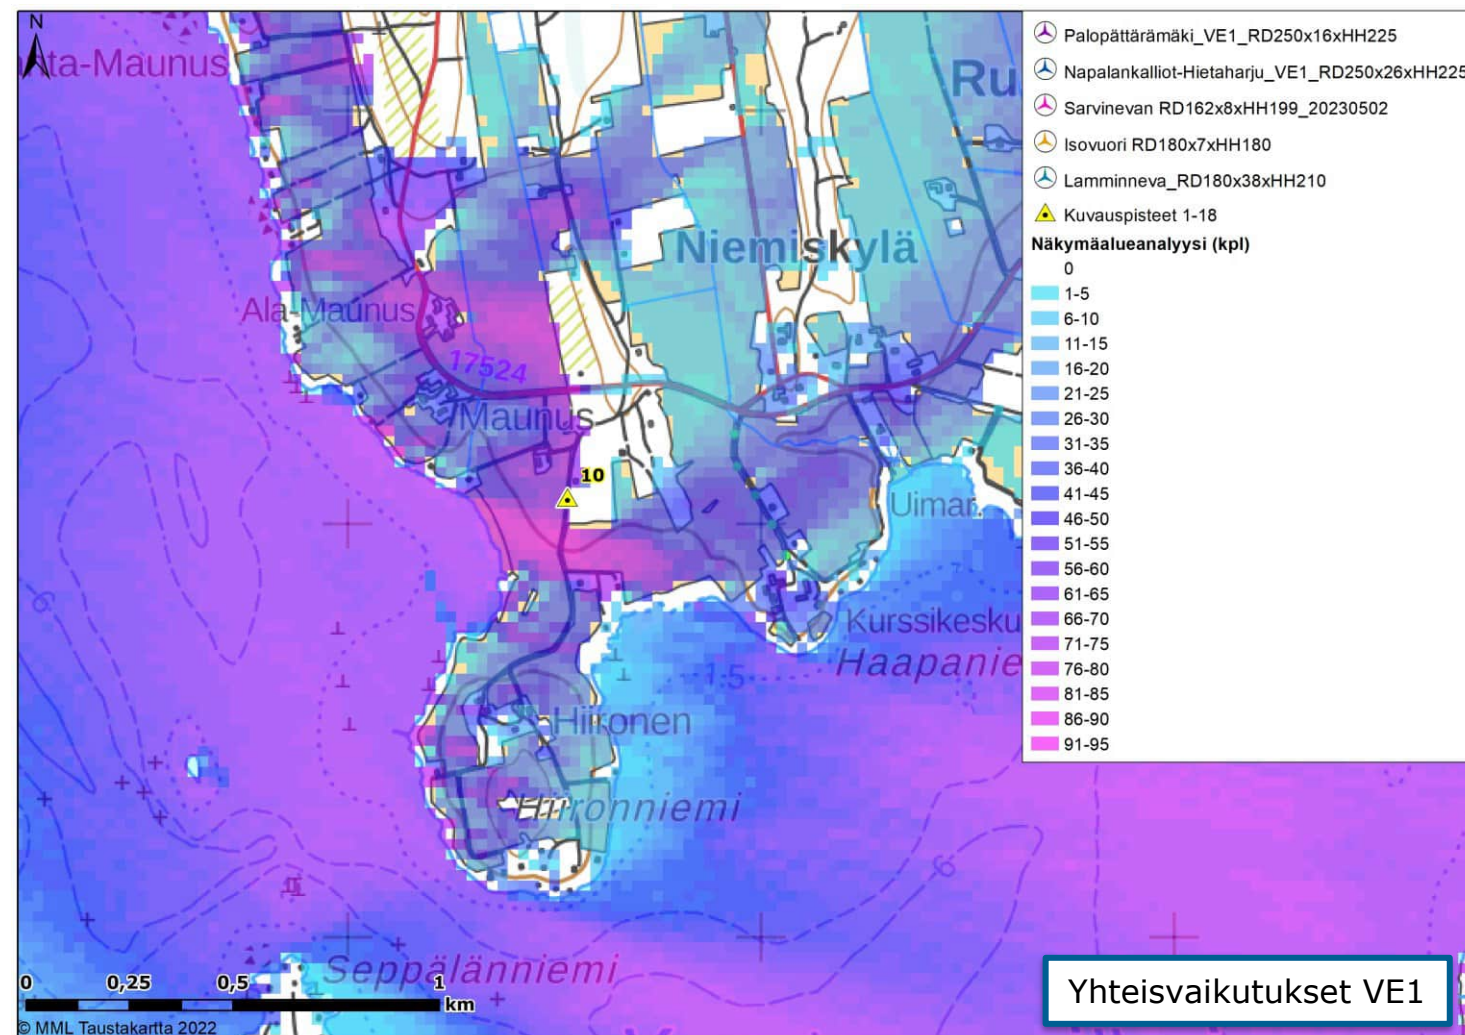 N
ta-Maunus
Ru
Niemiskylä
Ala-Maunus
17524
Maunus
10
Uimar.
Kurssikesku
Haapanie
1.5
6
Hiironen
Hiironniemi
6
Seppälänniemi
0 0,25 0,5 1
km
© MML Taustakartta 2022
Palopättärämäki_VE1_RD250x16xHH225
Napalankalliot-Hietaharju_VE1_RD250x26xHH225
Sarvinevan RD162x8xHH199_20230502
Isovuori RD180x7xHH180
Lamminneva_RD180x38xHH210
Kuvauspisteet 1-18
Näkymäalueanalyysi (kpl)
0
1-5
6-10
11-15
16-20
21-25
26-30
31-35
36-40
41-45
46-50
51-55
56-60
61-65
66-70
71-75
76-80
81-85
86-90
91-95
Yhteisvaikutukset VE1